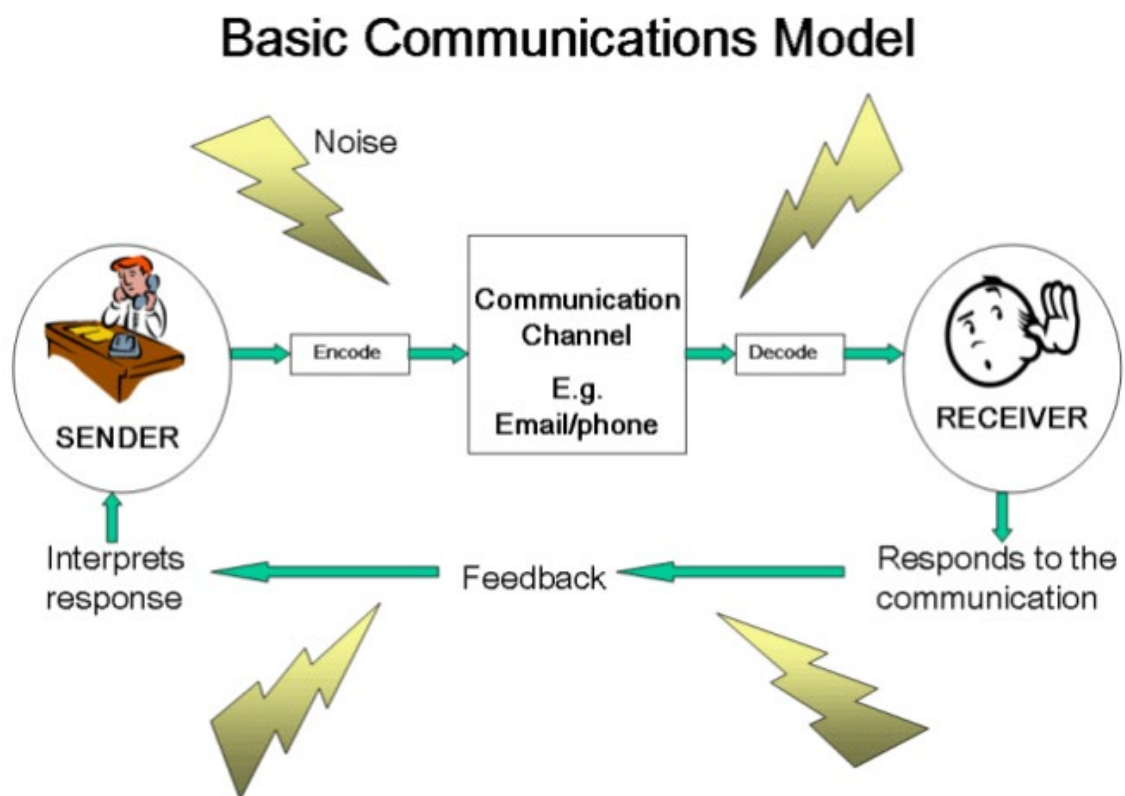 Basic Communications Model
Noise
Communication
Channel
E.g.
Email/phone
Encode
Decode
SENDER
RECEIVER
Interprets
response
Feedback
Responds to the
communication